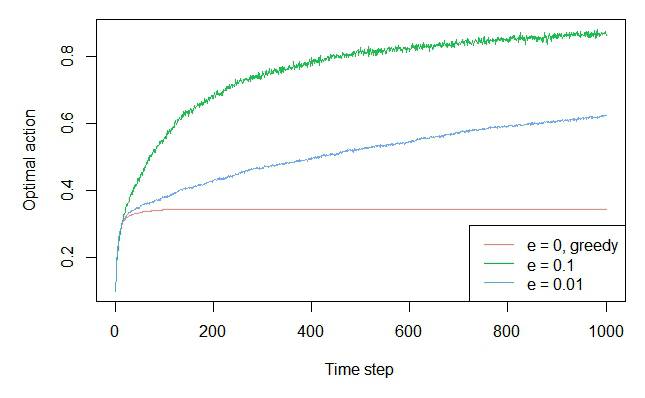 Optimal action
0.8
0.6
0.4
0.2
e = 0, greedy
e = 0.1
e = 0.01
0 200 400 600 800 1000
Time step